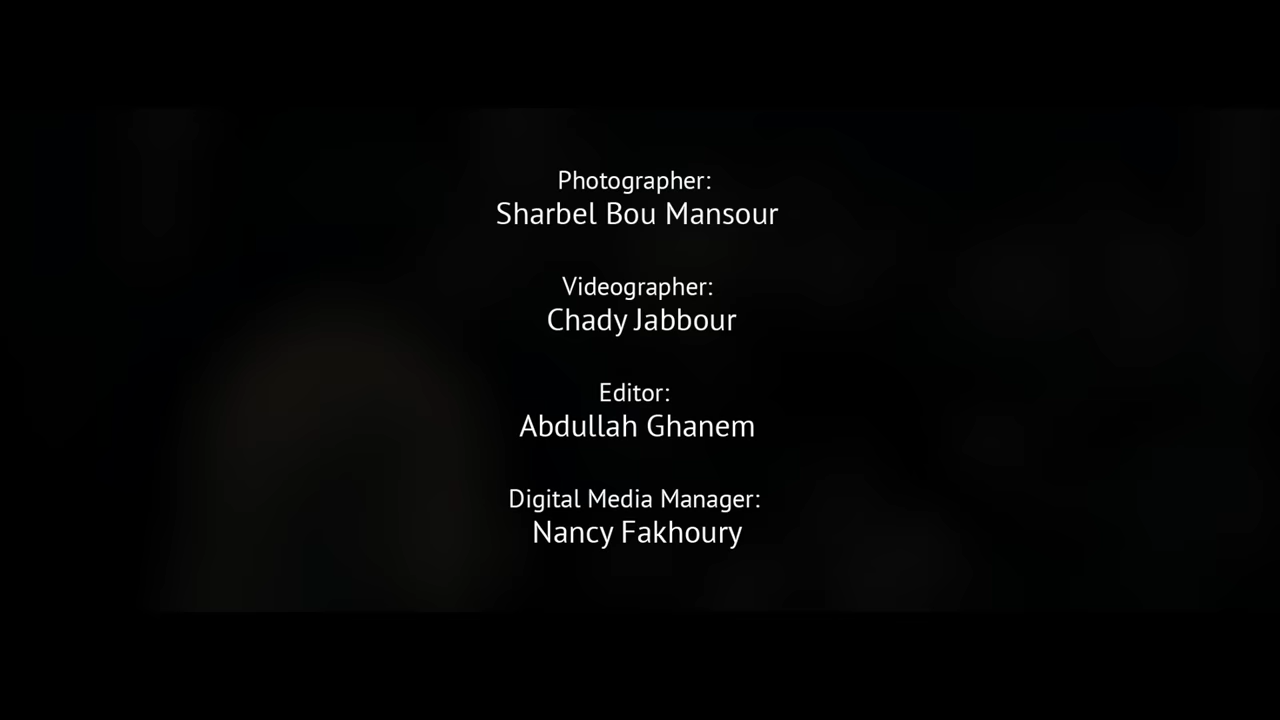 Photographer:
Sharbel Bou Mansour
Videographer:
Chady Jabbour
Editor:
Abdullah Ghanem
Digital Media Manager:
Nancy Fakhoury